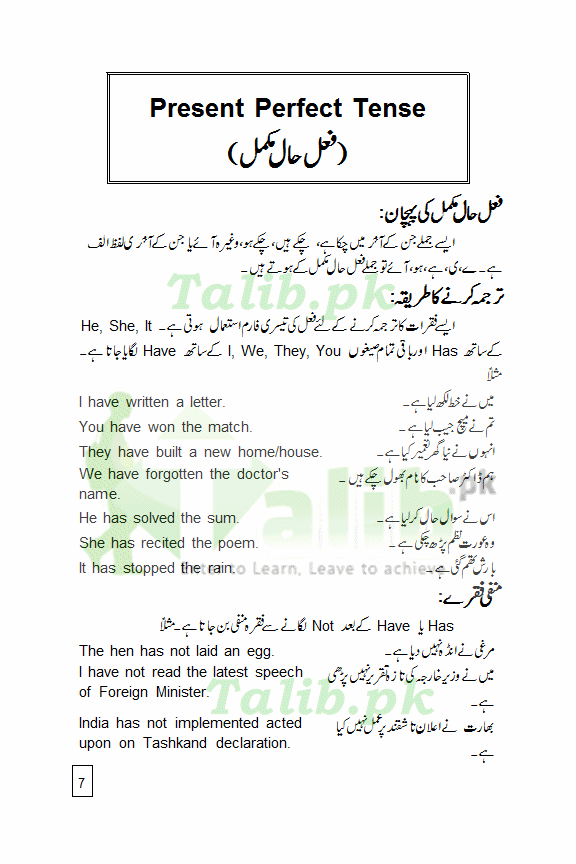 Present Perfect Tense
(فعل حال مکمل)
فعل حال مکمل کی پہچان:
ایسے جملے جن کے آخر میں چکا ہے، چکے ہیں، چکے ہو، وغیرہ آئے یا جن کے آخری لفظ الف
ہے۔ ے، ی، ہے، ہو، آئے تو جملے فعل حال مکمل کے ہوتے ہیں۔
Talib.pk
ترجمہ کرنے کا طریقہ:
ایسے فقرات کا ترجمہ کرنے کے لئے فعل کی تیسری فارم استعمال ہوتی ہے۔ He, She, It
کے ساتھ Has اور باقی تمام صیغوں I, We, They, You کے ساتھ Have لگایا جاتا ہے۔
مثلاً
I have written a letter. میں نے خط لکھ لیا ہے۔
You have won the match. تم نے میچ جیت لیا ہے۔
They have built a new home/house. انہوں نے نیا گھر تعمیر کیا ہے۔
We have forgotten the doctor's ہم ڈاکٹر صاحب کا نام بھول چکے ہیں۔
name.
Talib.pk
He has solved the sum. اس نے سوال حال کر لیا ہے۔
She has recited the poem. وہ عورت نظم پڑھ چکی ہے۔
It has stopped the rain. بارش تھم گئی ہے۔
to Learn, Leave to achieve
منفی فقرے:
Has یا Have کے بعد Not لگانے سے فقرہ منفی بن جاتا ہے۔ مثلاً
The hen has not laid an egg. مرغی نے انڈہ نہیں دیا ہے۔
I have not read the latest speech میں نے وزیر خارجہ کی تازہ تقریر نہیں پڑھی
of Foreign Minister. ہے۔
Talib.pk
India has not implemented acted بھارت نے اعلان تاشقند پر عمل نہیں کیا
upon on Tashkand declaration. ہے۔
7